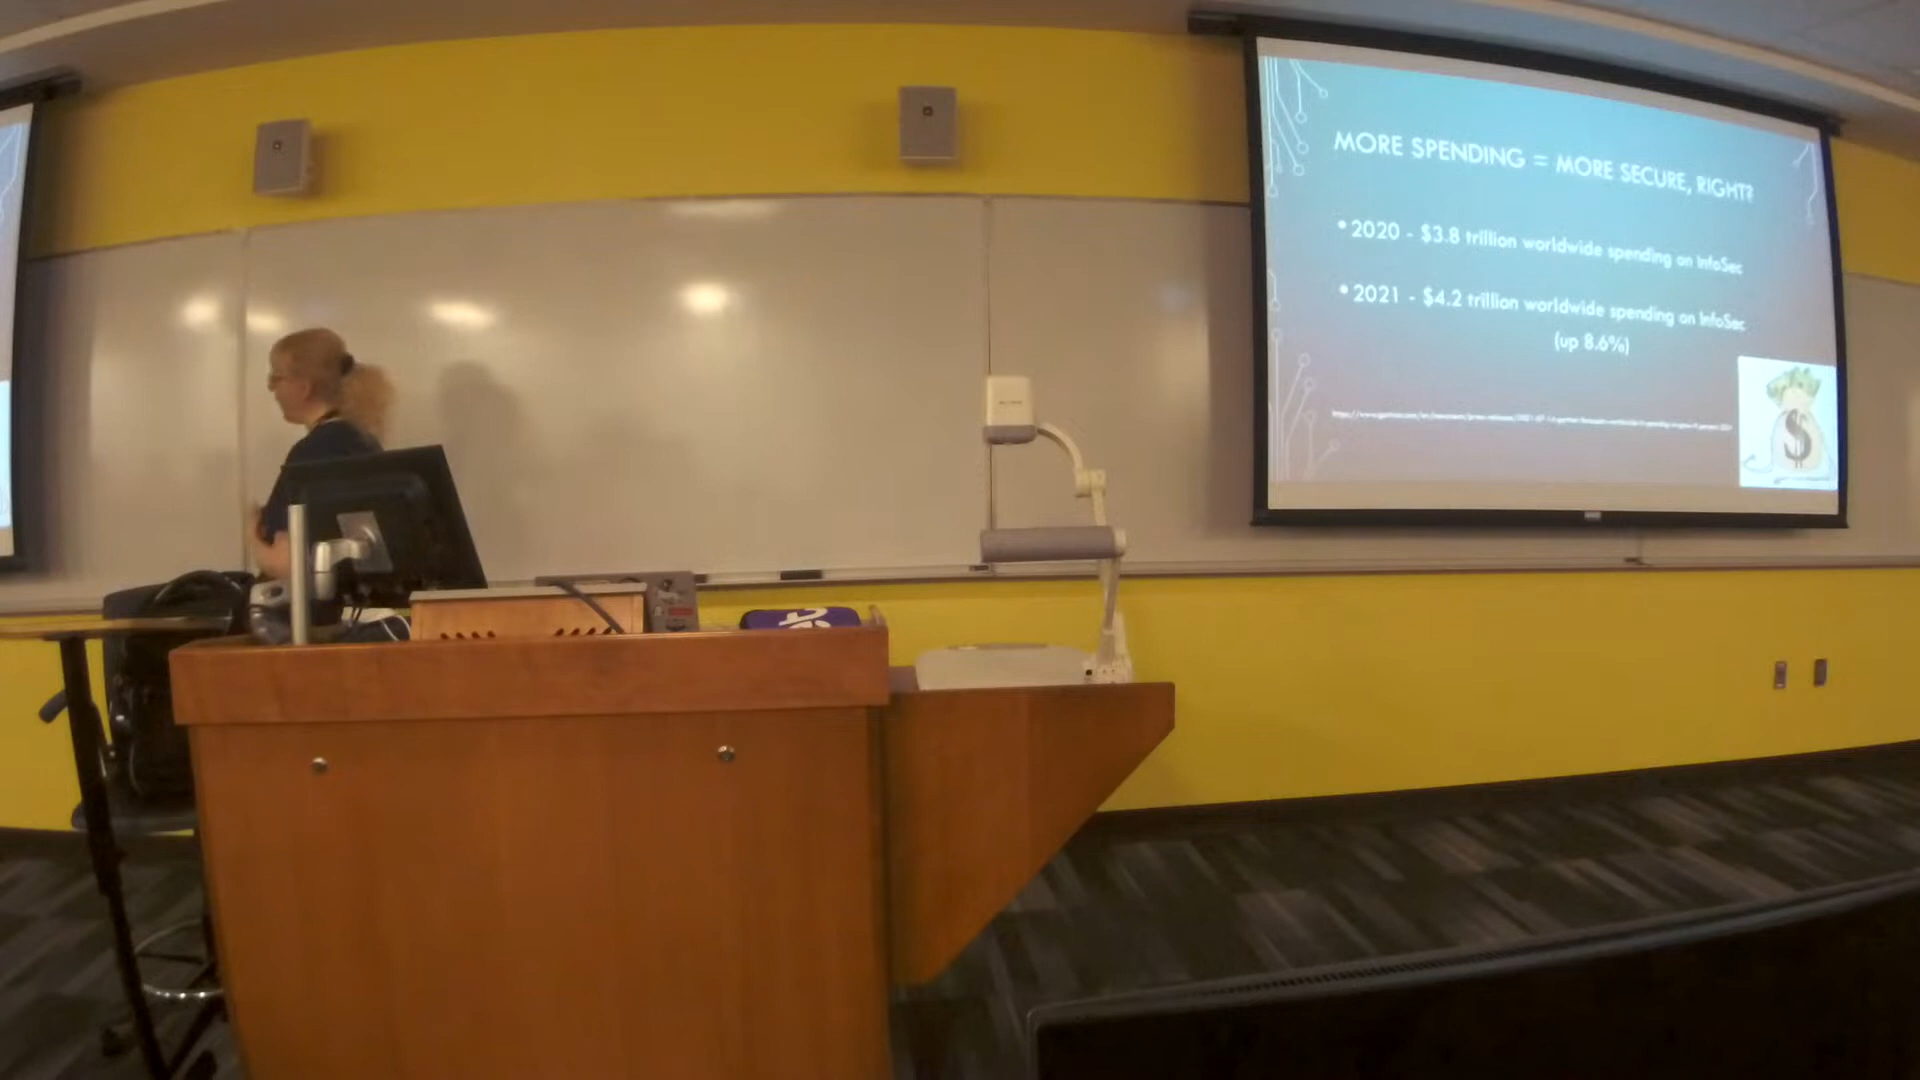 MORE SPENDING = MORE SECURE, RIGHT?
• 2020 - $3.8 trillion worldwide spending on InfoSec
• 2021 - $4.2 trillion worldwide spending on InfoSec
(up 8.6%)
$